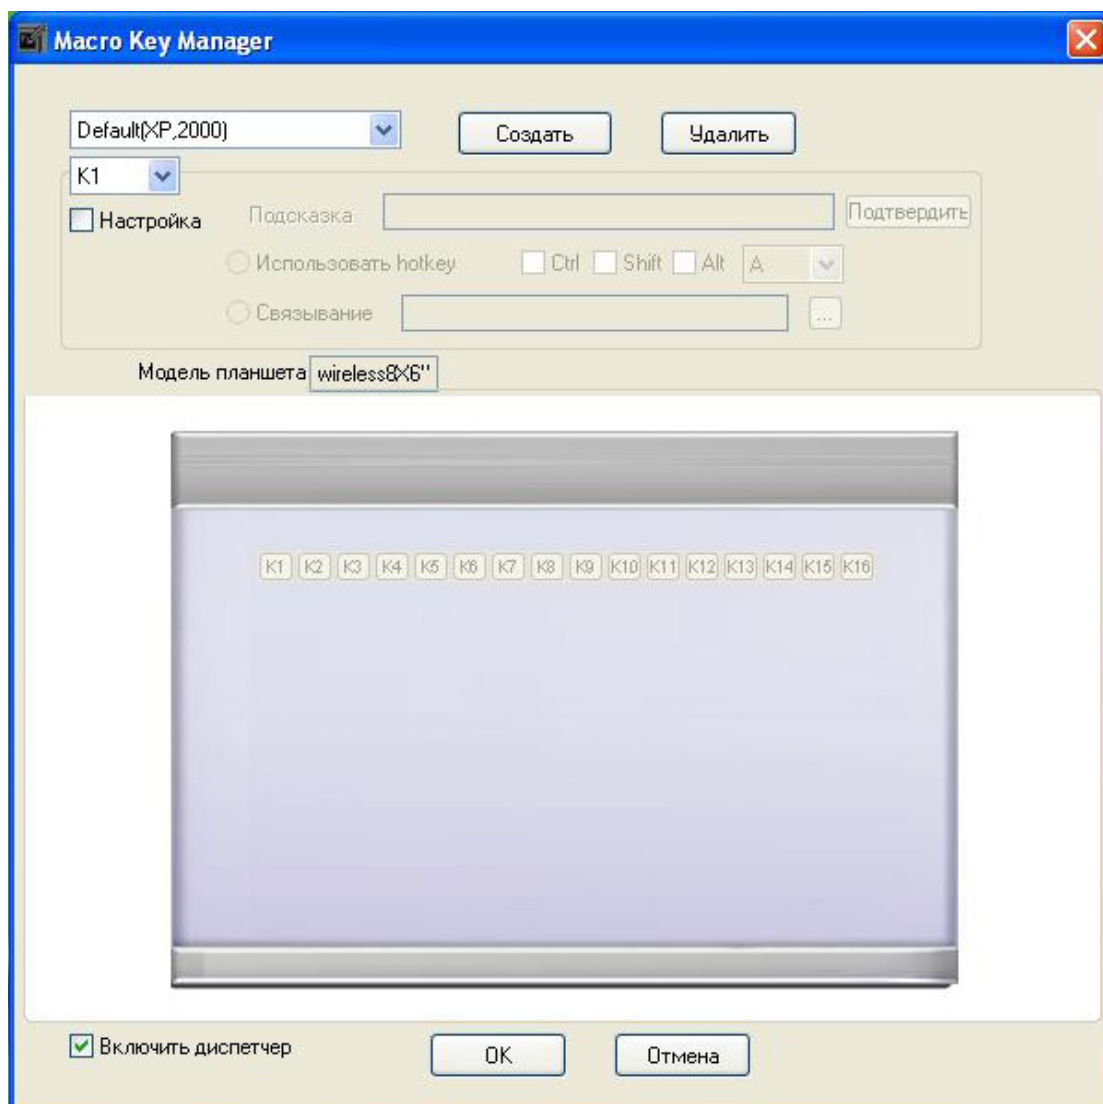 Macro Key Manager
Default(XP,2000) Создать Удалить
K1
Настройка Подсказка Подтвердить
Использовать hotkey Ctrl Shift Alt A
Связывание ...
Модель планшета wireless8X6"
K1 K2 K3 K4 K5 K6 K7 K8 K9 K10 K11 K12 K13 K14 K15 K16
Включить диспетчер OK Отмена